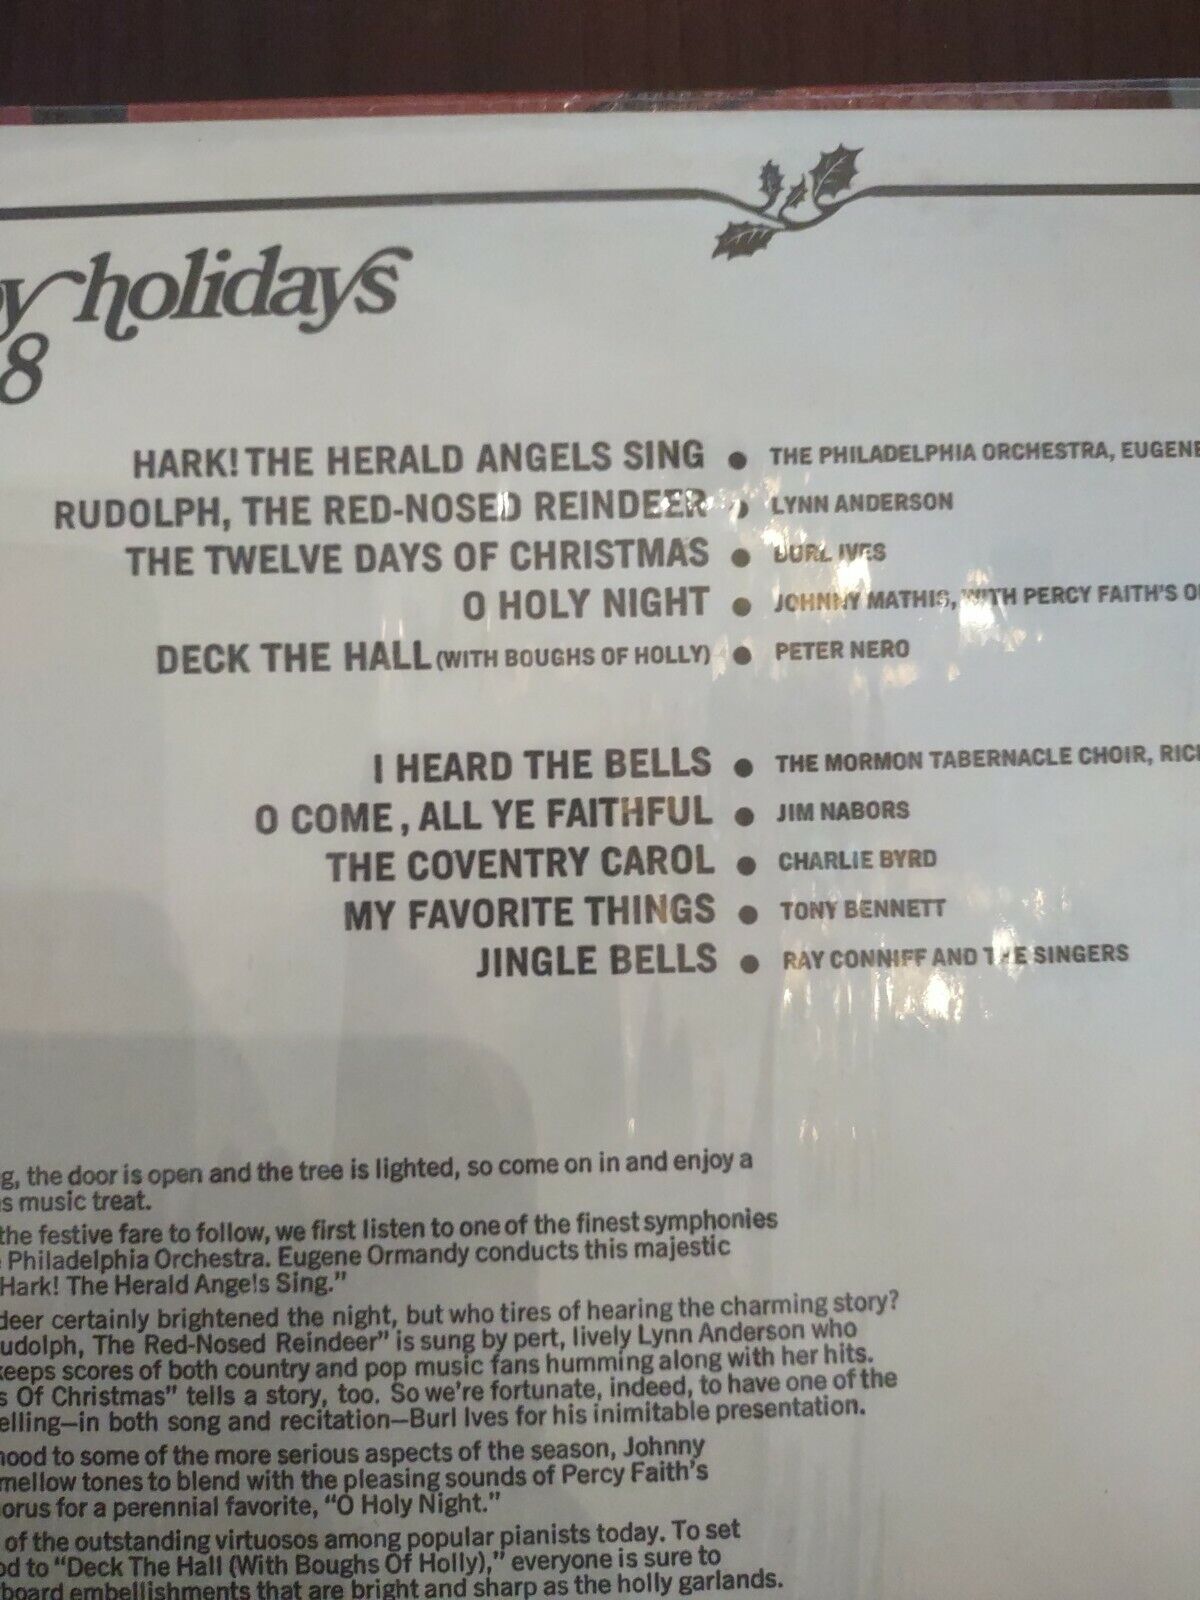 y holidays
8
HARK! THE HERALD ANGELS SING ● THE PHILADELPHIA ORCHESTRA, EUGENE
RUDOLPH, THE RED-NOSED REINDEER ● LYNN ANDERSON
THE TWELVE DAYS OF CHRISTMAS ● BURL IVES
O HOLY NIGHT ● JOHNNY MATHIS, WITH PERCY FAITH'S O
DECK THE HALL (WITH BOUGHS OF HOLLY) ● PETER NERO
I HEARD THE BELLS ● THE MORMON TABERNACLE CHOIR, RIC
O COME, ALL YE FAITHFUL ● JIM NABORS
THE COVENTRY CAROL ● CHARLIE BYRD
MY FAVORITE THINGS ● TONY BENNETT
JINGLE BELLS ● RAY CONNIFF AND THE SINGERS
g, the door is open and the tree is lighted, so come on in and enjoy a
s music treat.
the festive fare to follow, we first listen to one of the finest symphonies
Philadelphia Orchestra. Eugene Ormandy conducts this majestic
Hark! The Herald Angels Sing."
deer certainly brightened the night, but who tires of hearing the charming story?
udolph, The Red-Nosed Reindeer" is sung by pert, lively Lynn Anderson who
keeps scores of both country and pop music fans humming along with her hits.
s Of Christmas" tells a story, too. So we're fortunate, indeed, to have one of the
elling—in both song and recitation—Burl Ives for his inimitable presentation.
mood to some of the more serious aspects of the season, Johnny
mellow tones to blend with the pleasing sounds of Percy Faith's
orus for a perennial favorite, "O Holy Night."
of the outstanding virtuosos among popular pianists today. To set
od to "Deck The Hall (With Boughs Of Holly)," everyone is sure to
board embellishments that are bright and sharp as the holly garlands.